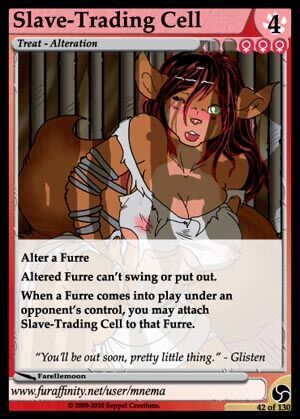 Slave-Trading Cell
4
Treat - Alteration
Alter a Furre
Altered Furre can't swing or put out.
When a Furre comes into play under an
opponent's control, you may attach
Slave-Trading Cell to that Furre.
"You'll be out soon, pretty little thing." - Glisten
Farellemoon
www.furaffinity.net/user/mnema
© 2009-2010 Seppel Creations.
42 of 130